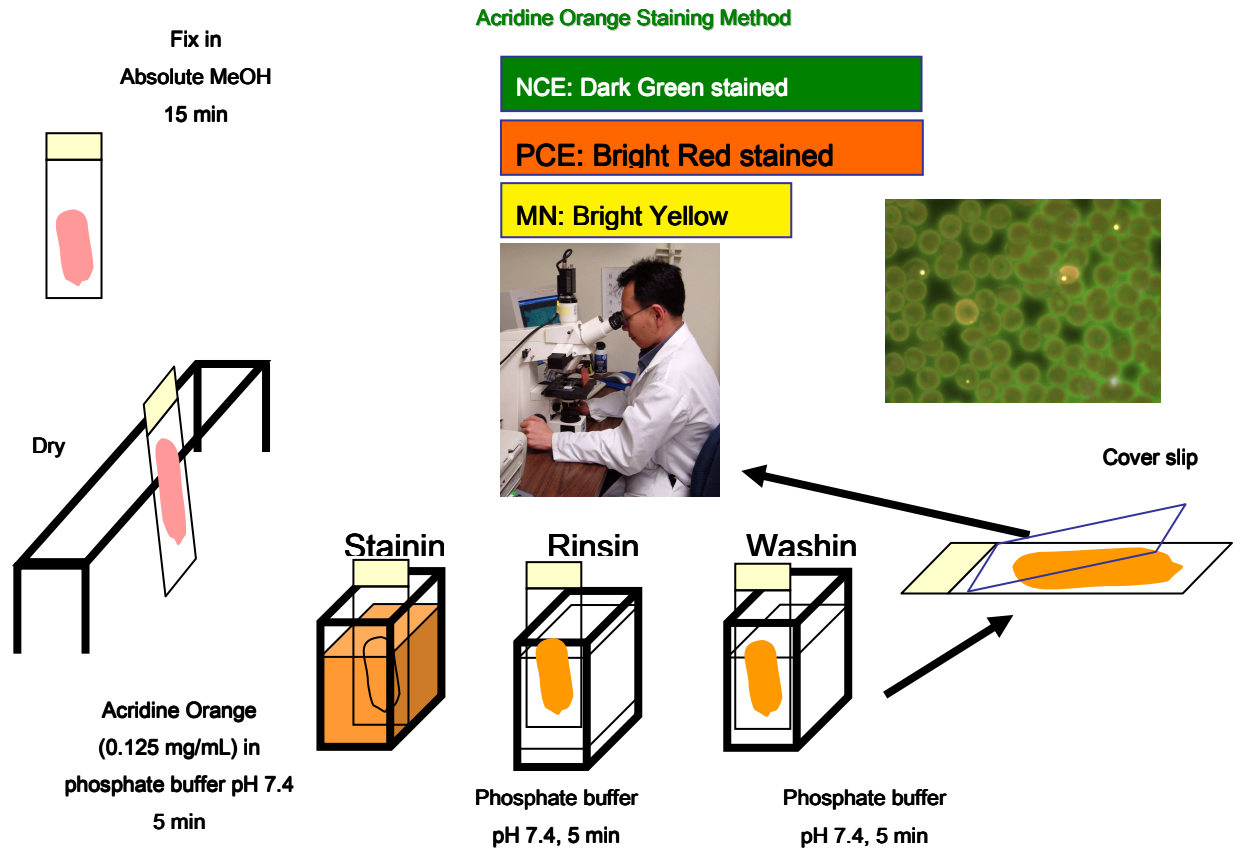 Acridine Orange Staining Method
Fix in
Absolute MeOH
15 min
NCE: Dark Green stained
PCE: Bright Red stained
MN: Bright Yellow
Dry
Cover slip
Stainin
Rinsin
Washin
Acridine Orange
(0.125 mg/mL) in
phosphate buffer pH 7.4
5 min
Phosphate buffer
pH 7.4, 5 min
Phosphate buffer
pH 7.4, 5 min